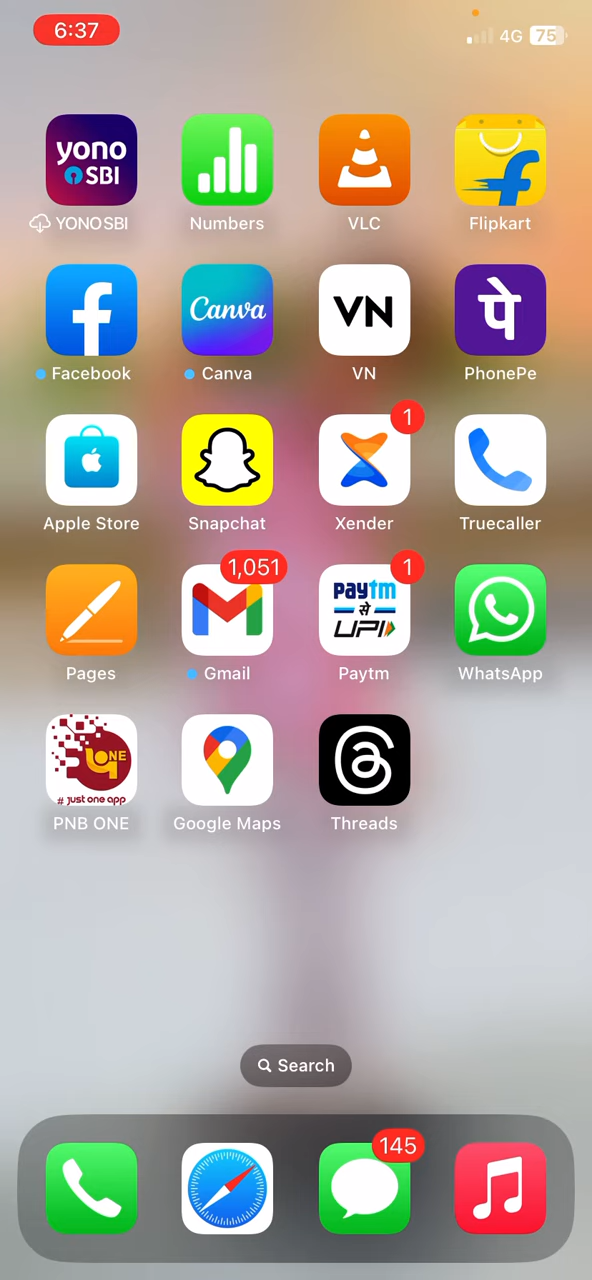 6:37
4G 75
yono
SBI
YONO SBI
Numbers
VLC
f
Flipkart
f
Facebook
Canva
Canva
VN
VN
पे
PhonePe
Apple Store
Snapchat
1
Xender
Truecaller
Pages
1,051
M
Gmail
1
paytm
से
UPI
Paytm
WhatsApp
ONE
# just one app
PNB ONE
Google Maps
Threads
Search
145